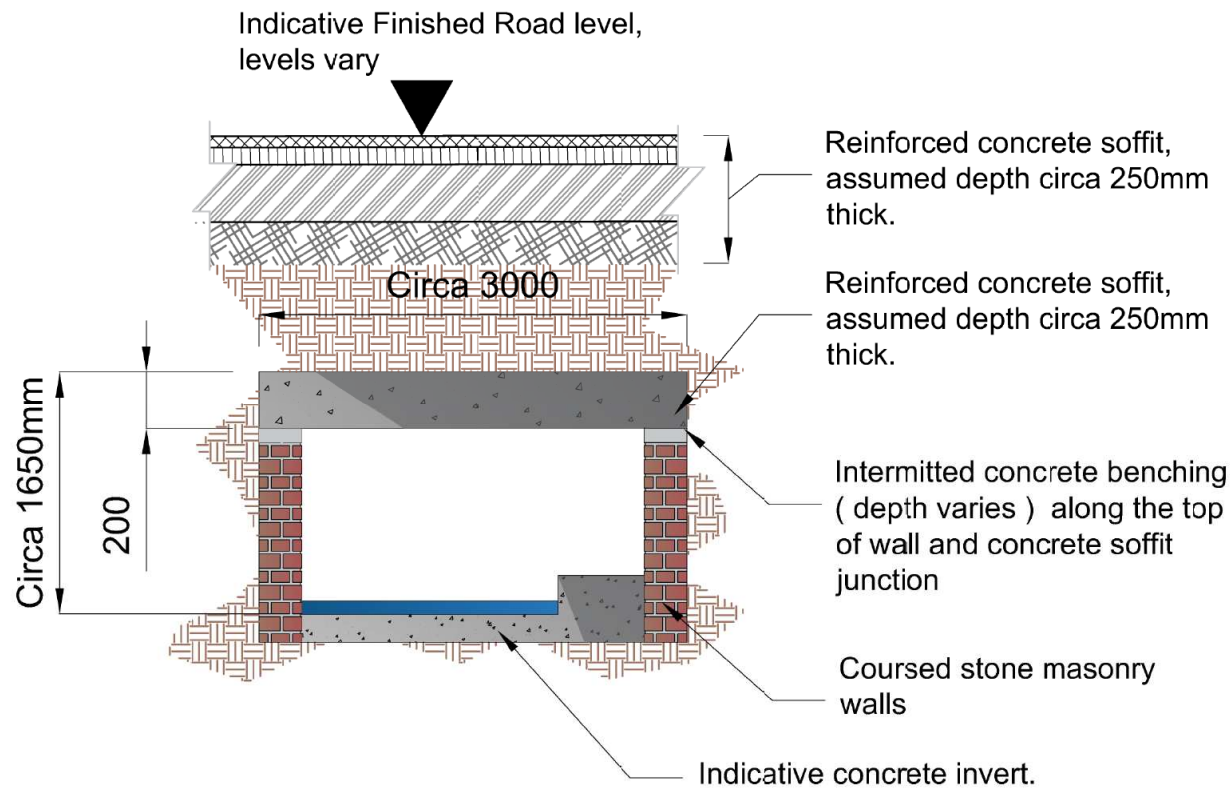 Indicative Finished Road level,
levels vary
Reinforced concrete soffit,
assumed depth circa 250mm
thick.
Circa 3000
Reinforced concrete soffit,
assumed depth circa 250mm
thick.
Circa 1650mm
200
Intermitted concrete benching
( depth varies ) along the top
of wall and concrete soffit
junction
Coursed stone masonry
walls
Indicative concrete invert.